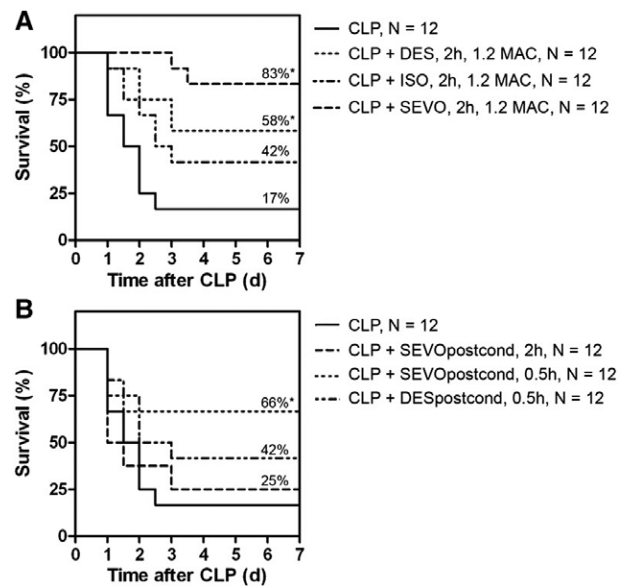 A
CLP, N = 12
CLP + DES, 2h, 1.2 MAC, N = 12
CLP + ISO, 2h, 1.2 MAC, N = 12
CLP + SEVO, 2h, 1.2 MAC, N = 12
Survival (%)
100
75
50
25
0
83%*
58%*
42%
17%
0 1 2 3 4 5 6 7
Time after CLP (d)
B
CLP, N = 12
CLP + SEVOpostcond, 2h, N = 12
CLP + SEVOpostcond, 0.5h, N = 12
CLP + DESpostcond, 0.5h, N = 12
Survival (%)
100
75
50
25
0
66%*
42%
25%
0 1 2 3 4 5 6 7
Time after CLP (d)